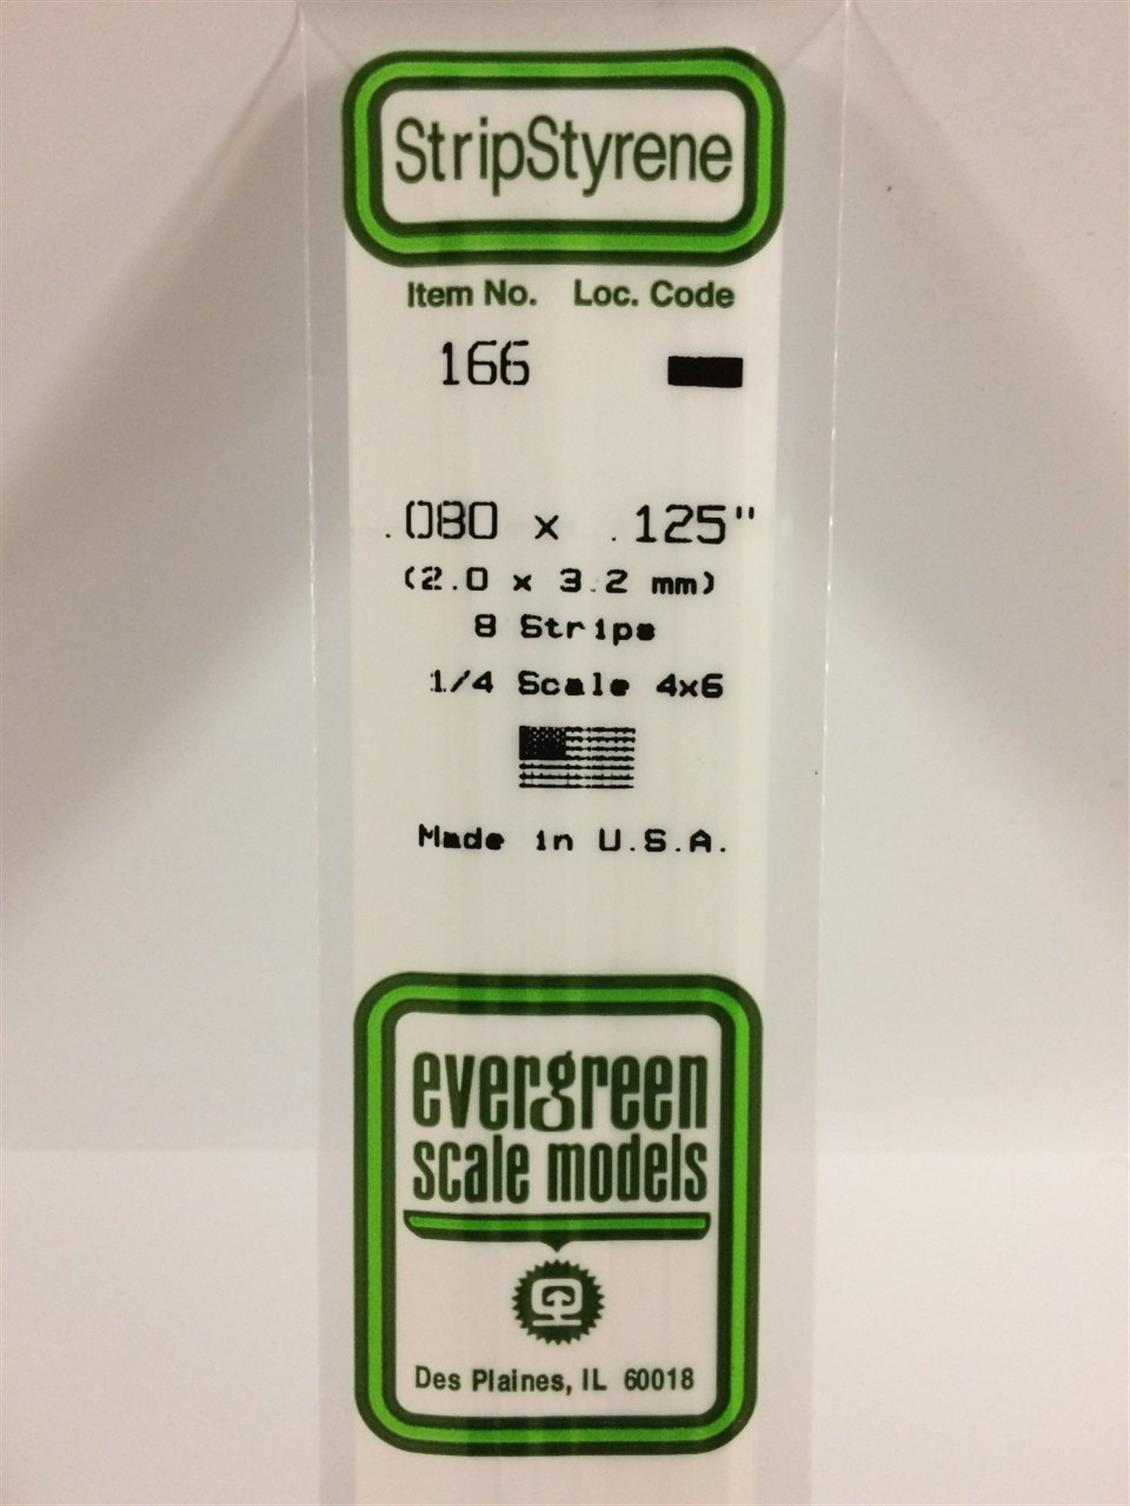 StripStyrene
Item No. Loc. Code
166
.080 x .125"
(2.0 x 3.2 mm)
8 Strips
1/4 Scale 4x6
Made in U.S.A.
evergreen
scale models
Des Plaines, IL 60018